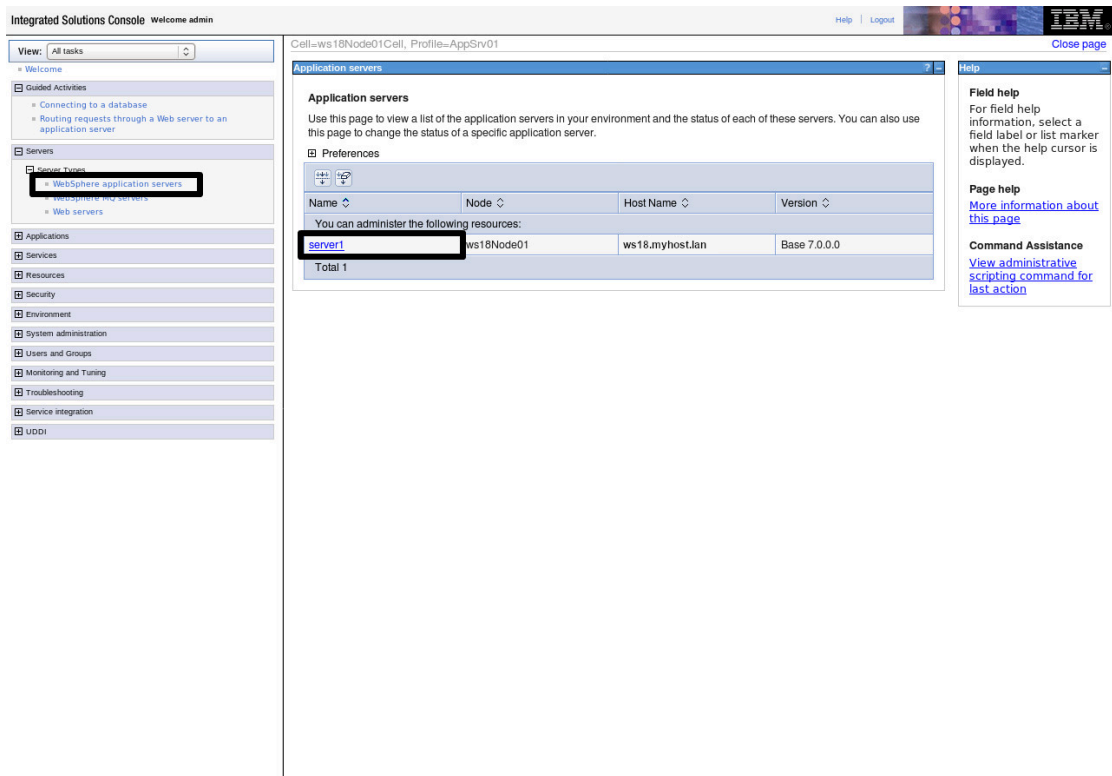 Integrated Solutions Console Welcome admin
Help Logout
IBM
View: All tasks
Cell=ws18Node01Cell, Profile=AppSrv01
Close page
Welcome
Guided Activities
Connecting to a database
Routing requests through a Web server to an
application server
Servers
Server Types
WebSphere application servers
WebSphere MQ servers
Web servers
Applications
Services
Resources
Security
Environment
System administration
Users and Groups
Monitoring and Tuning
Troubleshooting
Service integration
UDDI
Application servers
? –
Application servers
Use this page to view a list of the application servers in your environment and the status of each of these servers. You can also use
this page to change the status of a specific application server.
Preferences
Name Node Host Name Version
You can administer the following resources:
server1 ws18Node01 ws18.myhost.lan Base 7.0.0.0
Total 1
Help –
Field help
For field help
information, select a
field label or list marker
when the help cursor is
displayed.
Page help
More information about
this page
Command Assistance
View administrative
scripting command for
last action